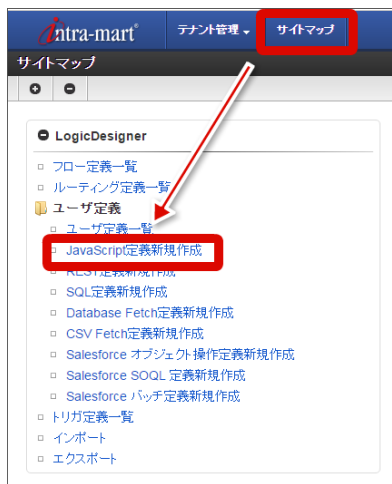 intra-mart
テナント管理
サイトマップ
サイトマップ
LogicDesigner
フロー定義一覧
ルーティング定義一覧
ユーザ定義
ユーザ定義一覧
JavaScript定義新規作成
REST定義新規作成
SQL定義新規作成
Database Fetch定義新規作成
CSV Fetch定義新規作成
Salesforce オブジェクト操作定義新規作成
Salesforce SOQL 定義新規作成
Salesforce バッチ定義新規作成
トリガ定義一覧
インポート
エクスポート